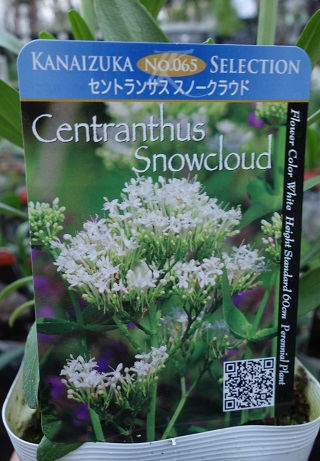 KANAIZUKA No.065 SELECTION
セントランサス スノークラウド
Centranthus
Snowcloud
Flower Color White Height Standard 60cm Perennial Plant